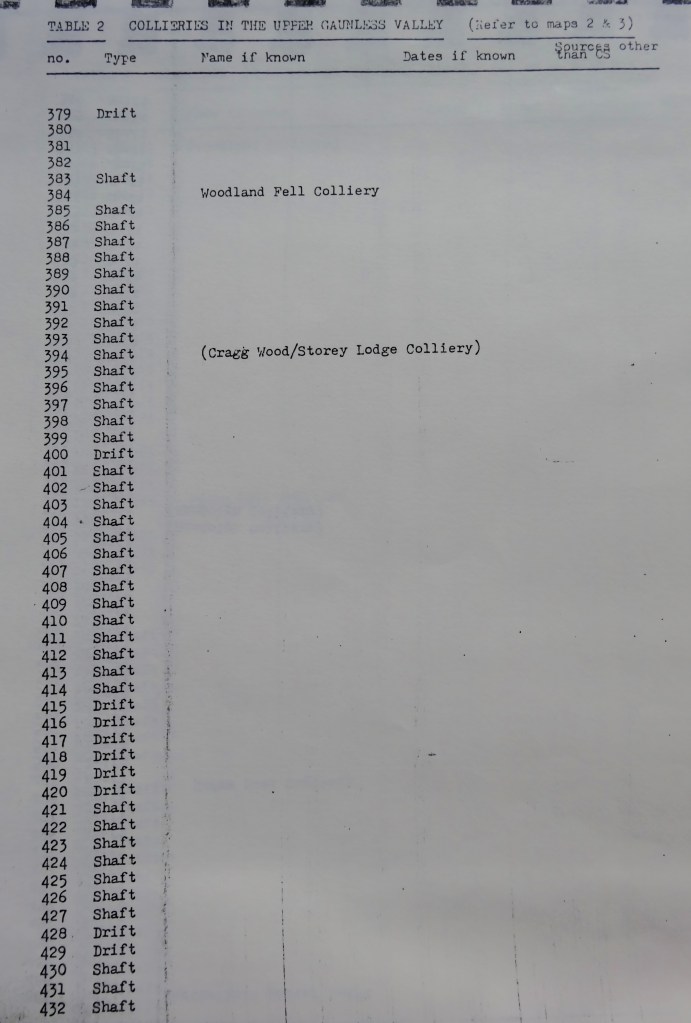 TABLE 2 COLLIERIES IN THE UPPER GAUNLESS VALLEY (Refer to maps 2 & 3)
no. Type Name if known Dates if known Sources other than CS
379 Drift
380
381
382
383 Shaft
384 Woodland Fell Colliery
385 Shaft
386 Shaft
387 Shaft
388 Shaft
389 Shaft
390 Shaft
391 Shaft
392 Shaft
393 Shaft
394 Shaft (Cragg Wood/Storey Lodge Colliery)
395 Shaft
396 Shaft
397 Shaft
398 Shaft
399 Shaft
400 Drift
401 Shaft
402 Shaft
403 Shaft
404 Shaft
405 Shaft
406 Shaft
407 Shaft
408 Shaft
409 Shaft
410 Shaft
411 Shaft
412 Shaft
413 Shaft
414 Shaft
415 Drift
416 Drift
417 Drift
418 Drift
419 Drift
420 Drift
421 Shaft
422 Shaft
423 Shaft
424 Shaft
425 Shaft
426 Shaft
427 Shaft
428 Drift
429 Drift
430 Shaft
431 Shaft
432 Shaft